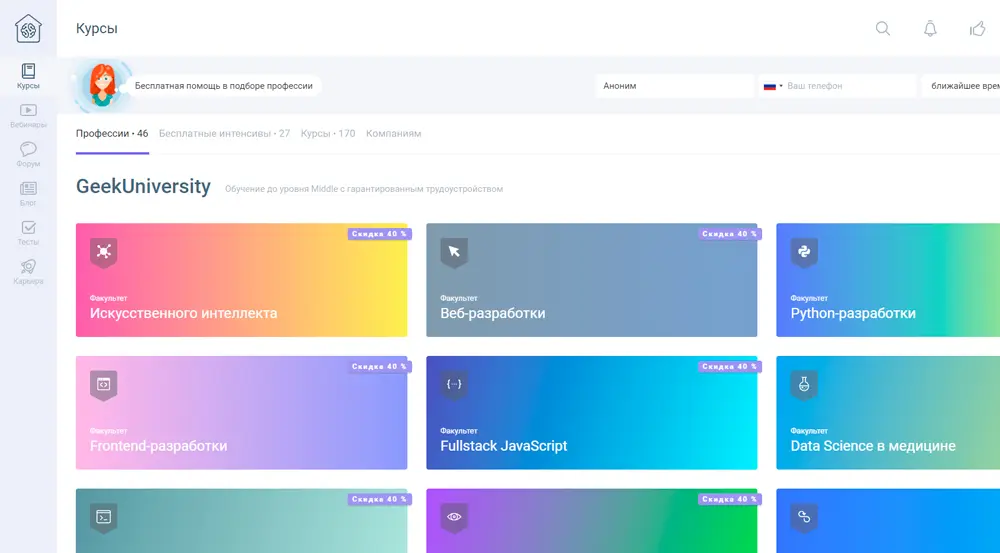 Курсы
Курсы
Вебинары
Форум
Блог
Тесты
Карьера
Бесплатная помощь в подборе профессии
Аноним
Ваш телефон
ближайшее врем
Профессии • 46
Бесплатные интенсивы • 27
Курсы • 170
Компаниям
GeekUniversity
Обучение до уровня Middle с гарантированным трудоустройством
Скидка 40 %
Факультет
Искусственного интеллекта
Скидка 40 %
Факультет
Веб-разработки
Факультет
Python-разработки
Скидка 40 %
Факультет
Frontend-разработки
Скидка 40 %
Факультет
Fullstack JavaScript
Факультет
Data Science в медицине
Скидка 40 %
Скидка 40 %